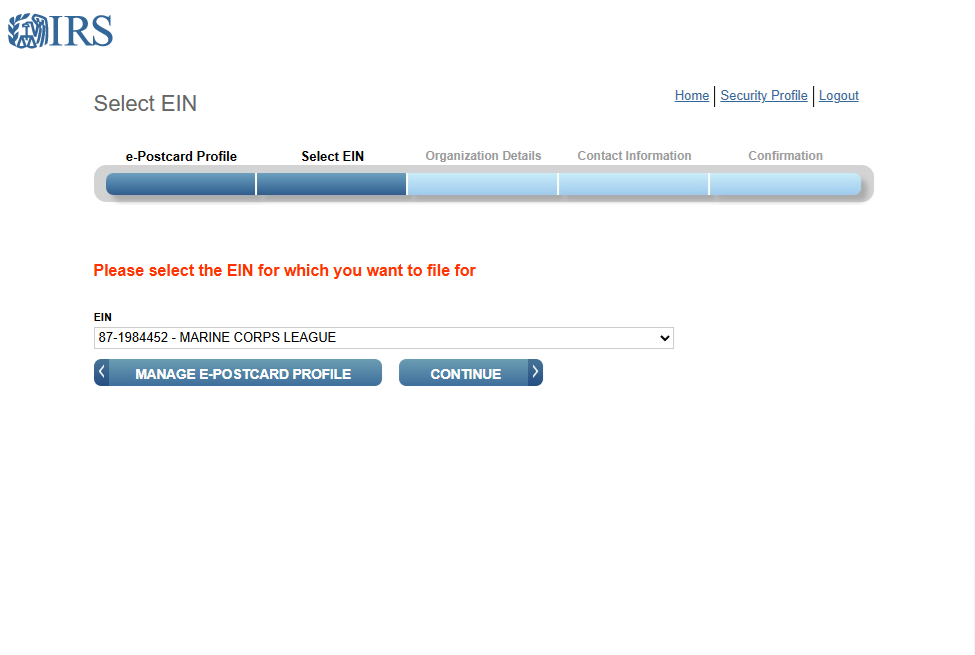 IRS
Select EIN
Home Security Profile Logout
e-Postcard Profile Select EIN Organization Details Contact Information Confirmation
Please select the EIN for which you want to file for
EIN
87-1984452 - MARINE CORPS LEAGUE
MANAGE E-POSTCARD PROFILE CONTINUE